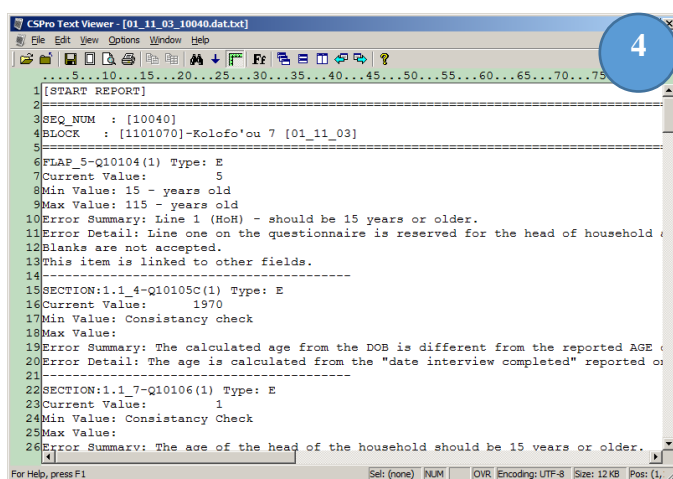 CSPro Text Viewer - [01_11_03_10040.dat.txt]
4
File Edit View Options Window Help
Ff
....5...10...15...20...25...30...35...40...45...50...55...60...65...70...75
1 [START REPORT]
2 ==================================================================================
3 SEQ_NUM : [10040]
4 BLOCK : [1101070]-Kolofo'ou 7 [01_11_03]
5 ==================================================================================
6 FLAP_5-Q10104(1) Type: E
7 Current Value: 5
8 Min Value: 15 - years old
9 Max Value: 115 - years old
10 Error Summary: Line 1 (HoH) - should be 15 years or older.
11 Error Detail: Line one on the questionnaire is reserved for the head of household
12 Blanks are not accepted.
13 This item is linked to other fields.
14 -----------------------------------------
15 SECTION:1.1_4-Q10105C(1) Type: E
16 Current Value: 1970
17 Min Value: Consistancy check
18 Max Value:
19 Error Summary: The calculated age from the DOB is different from the reported AGE
20 Error Detail: The age is calculated from the "date interview completed" reported
21 -----------------------------------------
22 SECTION:1.1_7-Q10106(1) Type: E
23 Current Value: 1
24 Min Value: Consistancy Check
25 Max Value:
26 Error Summary: The age of the head of the household should be 15 years or older.
For Help, press F1 Sel: (none) NUM OVR Encoding: UTF-8 Size: 12 KB Pos: (1,